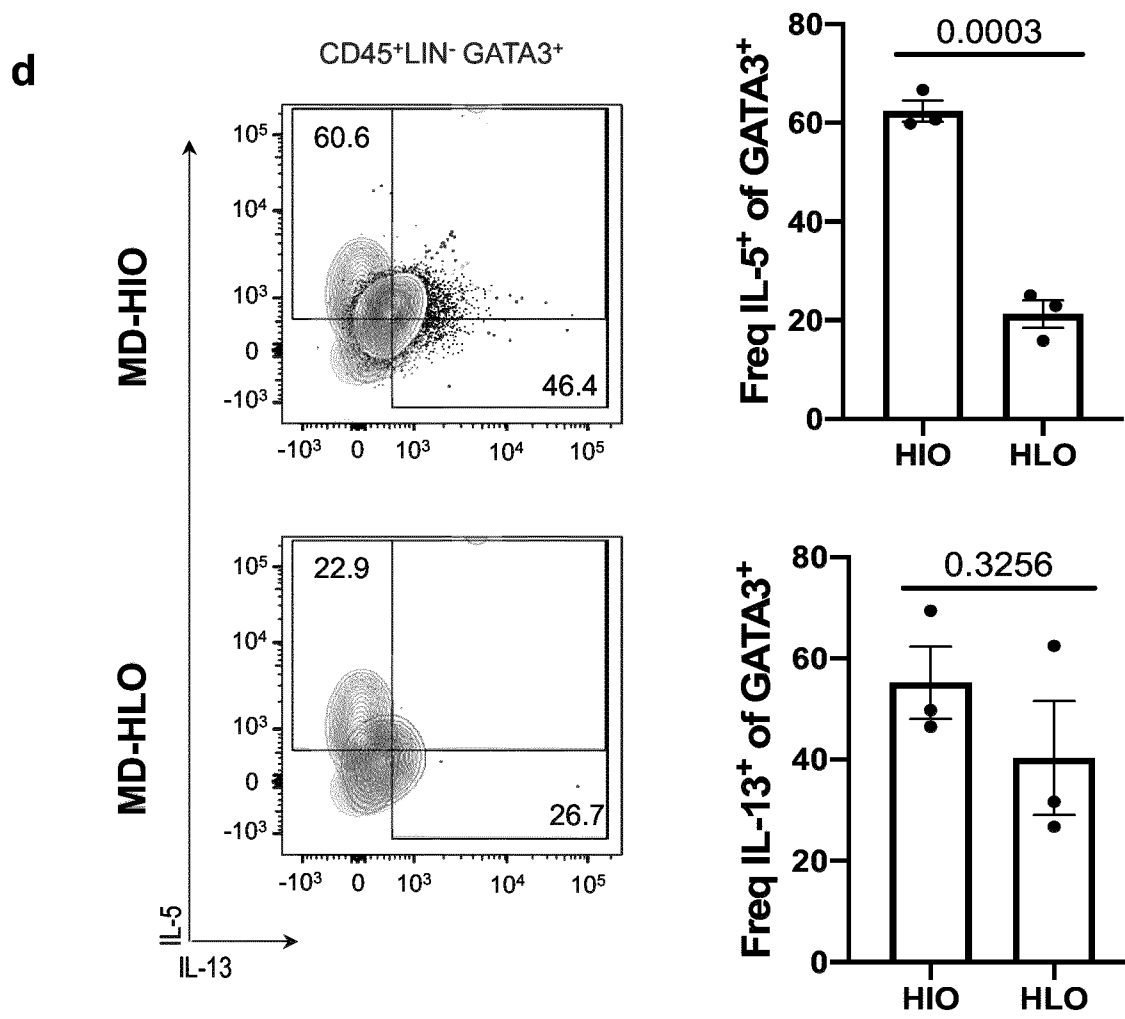 d
CD45⁺LIN⁻ GATA3⁺
MD-HIO
10⁵
10⁴
10³
0
-10³
60.6
46.4
-10³ 0 10³ 10⁴ 10⁵
MD-HLO
10⁵
10⁴
10³
0
-10³
22.9
26.7
-10³ 0 10³ 10⁴ 10⁵
IL-5
IL-13
Freq IL-5⁺ of GATA3⁺
80
60
40
20
0
0.0003
HIO HLO
Freq IL-13⁺ of GATA3⁺
80
60
40
20
0
0.3256
HIO HLO